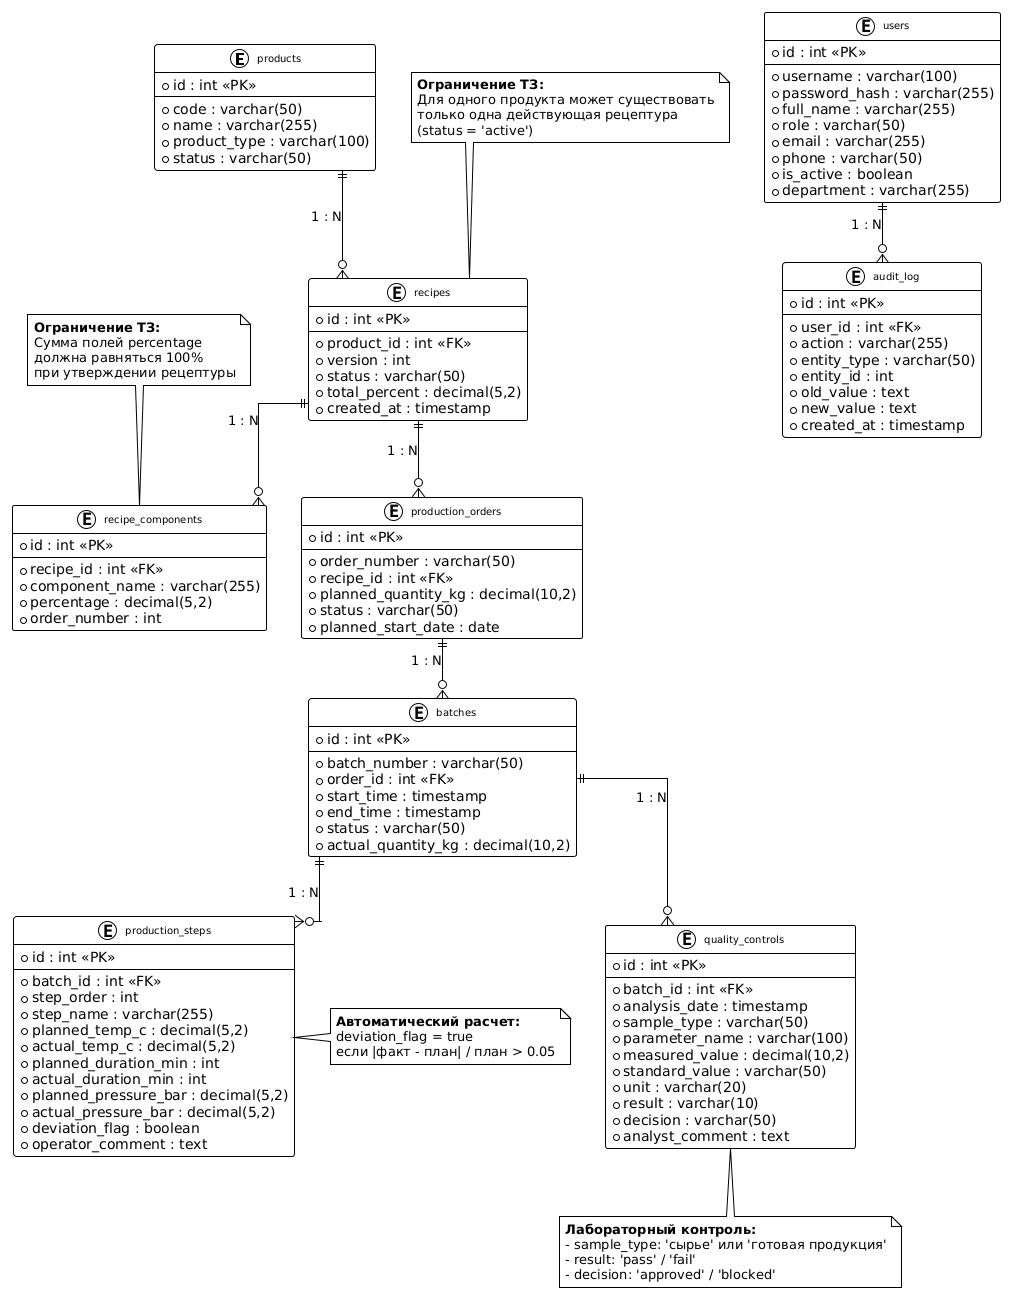 E products
id : int «PK»
code : varchar(50)
name : varchar(255)
product_type : varchar(100)
status : varchar(50)
Ограничение ТЗ:
Для одного продукта может существовать
только одна действующая рецептура
(status = 'active')
E users
id : int «PK»
username : varchar(100)
password_hash : varchar(255)
full_name : varchar(255)
role : varchar(50)
email : varchar(255)
phone : varchar(50)
is_active : boolean
department : varchar(255)
1 : N
1 : N
E audit_log
id : int «PK»
user_id : int «FK»
action : varchar(255)
entity_type : varchar(50)
entity_id : int
old_value : text
new_value : text
created_at : timestamp
E recipes
id : int «PK»
product_id : int «FK»
version : int
status : varchar(50)
total_percent : decimal(5,2)
created_at : timestamp
Ограничение ТЗ:
Сумма полей percentage
должна равняться 100%
при утверждении рецептуры
1 : N
1 : N
E recipe_components
id : int «PK»
recipe_id : int «FK»
component_name : varchar(255)
percentage : decimal(5,2)
order_number : int
E production_orders
id : int «PK»
order_number : varchar(50)
recipe_id : int «FK»
planned_quantity_kg : decimal(10,2)
status : varchar(50)
planned_start_date : date
1 : N
E batches
id : int «PK»
batch_number : varchar(50)
order_id : int «FK»
start_time : timestamp
end_time : timestamp
status : varchar(50)
actual_quantity_kg : decimal(10,2)
1 : N
1 : N
E production_steps
id : int «PK»
batch_id : int «FK»
step_order : int
step_name : varchar(255)
planned_temp_c : decimal(5,2)
actual_temp_c : decimal(5,2)
planned_duration_min : int
actual_duration_min : int
planned_pressure_bar : decimal(5,2)
actual_pressure_bar : decimal(5,2)
deviation_flag : boolean
operator_comment : text
Автоматический расчет:
deviation_flag = true
если |факт - план| / план > 0.05
E quality_controls
id : int «PK»
batch_id : int «FK»
analysis_date : timestamp
sample_type : varchar(50)
parameter_name : varchar(100)
measured_value : decimal(10,2)
standard_value : varchar(50)
unit : varchar(20)
result : varchar(10)
decision : varchar(50)
analyst_comment : text
Лабораторный контроль:
- sample_type: 'сырье' или 'готовая продукция'
- result: 'pass' / 'fail'
- decision: 'approved' / 'blocked'